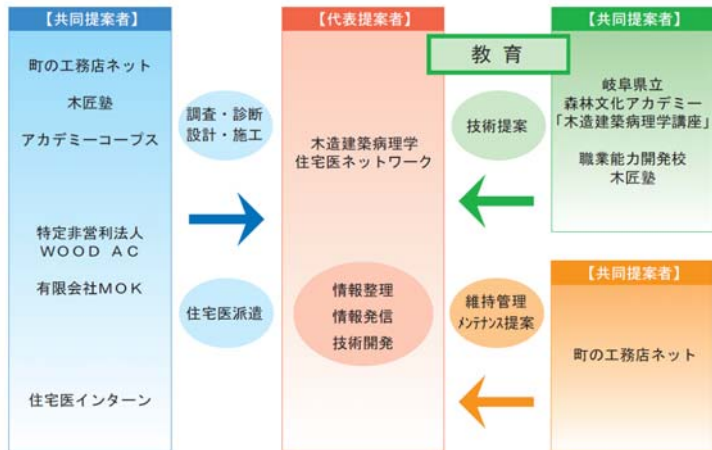 【共同提案者】
町の工務店ネット
木匠塾
アカデミーコープス
特定非営利法人
ＷＯＯＤ ＡＣ
有限会社ＭＯＫ
住宅医インターン
調査・診断
設計・施工
住宅医派遣
【代表提案者】
木造建築病理学
住宅医ネットワーク
情報整理
情報発信
技術開発
教育
技術提案
維持管理
ﾒﾝﾃﾅﾝｽ提案
【共同提案者】
岐阜県立
森林文化アカデミー
「木造建築病理学講座」
職業能力開発校
木匠塾
【共同提案者】
町の工務店ネット